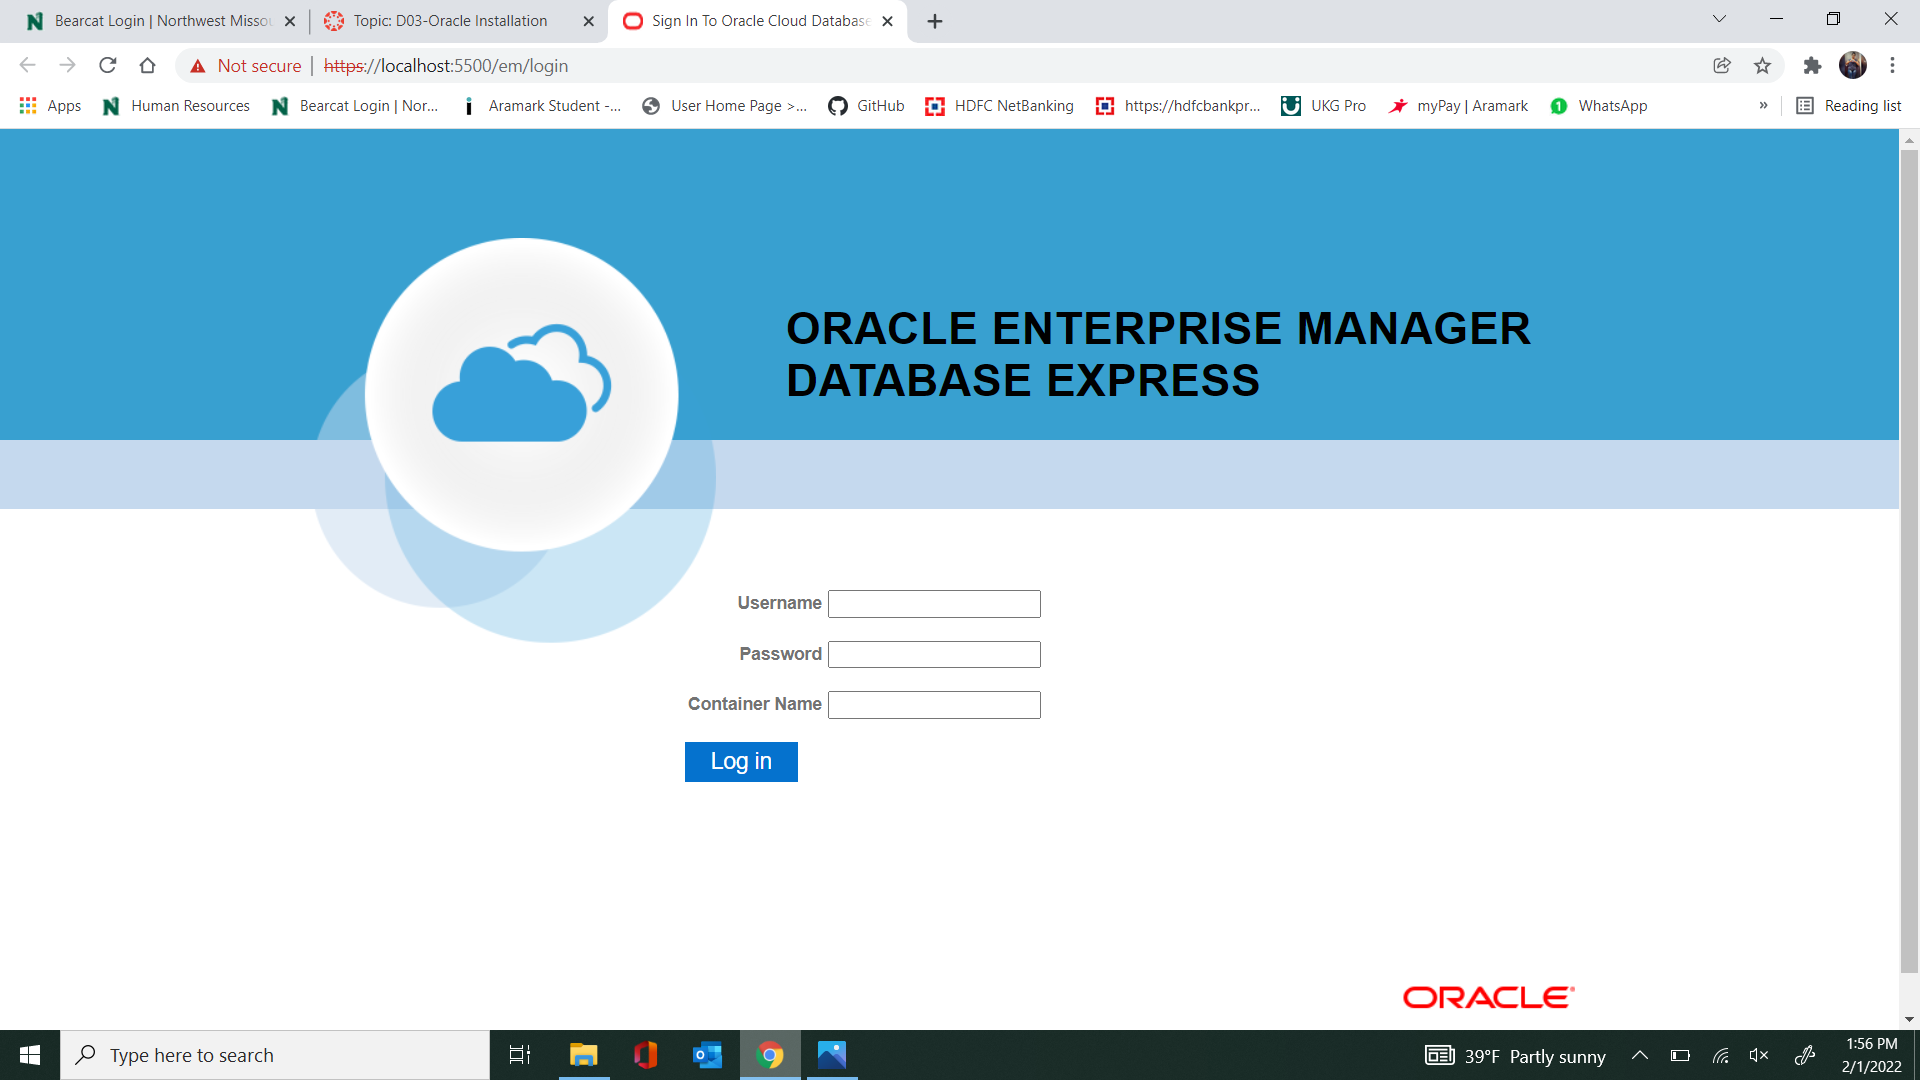 Bearcat Login | Northwest Missou
Topic: D03-Oracle Installation
Sign In To Oracle Cloud Database
Not secure | https://localhost:5500/em/login
Apps
Human Resources
Bearcat Login | Nor...
Aramark Student -...
User Home Page >...
GitHub
HDFC NetBanking
https://hdfcbankpr...
UKG Pro
myPay | Aramark
1
WhatsApp
»
Reading list
ORACLE ENTERPRISE MANAGER
DATABASE EXPRESS
Username
Password
Container Name
Log in
ORACLE®
Type here to search
39°F Partly sunny
1:56 PM
2/1/2022